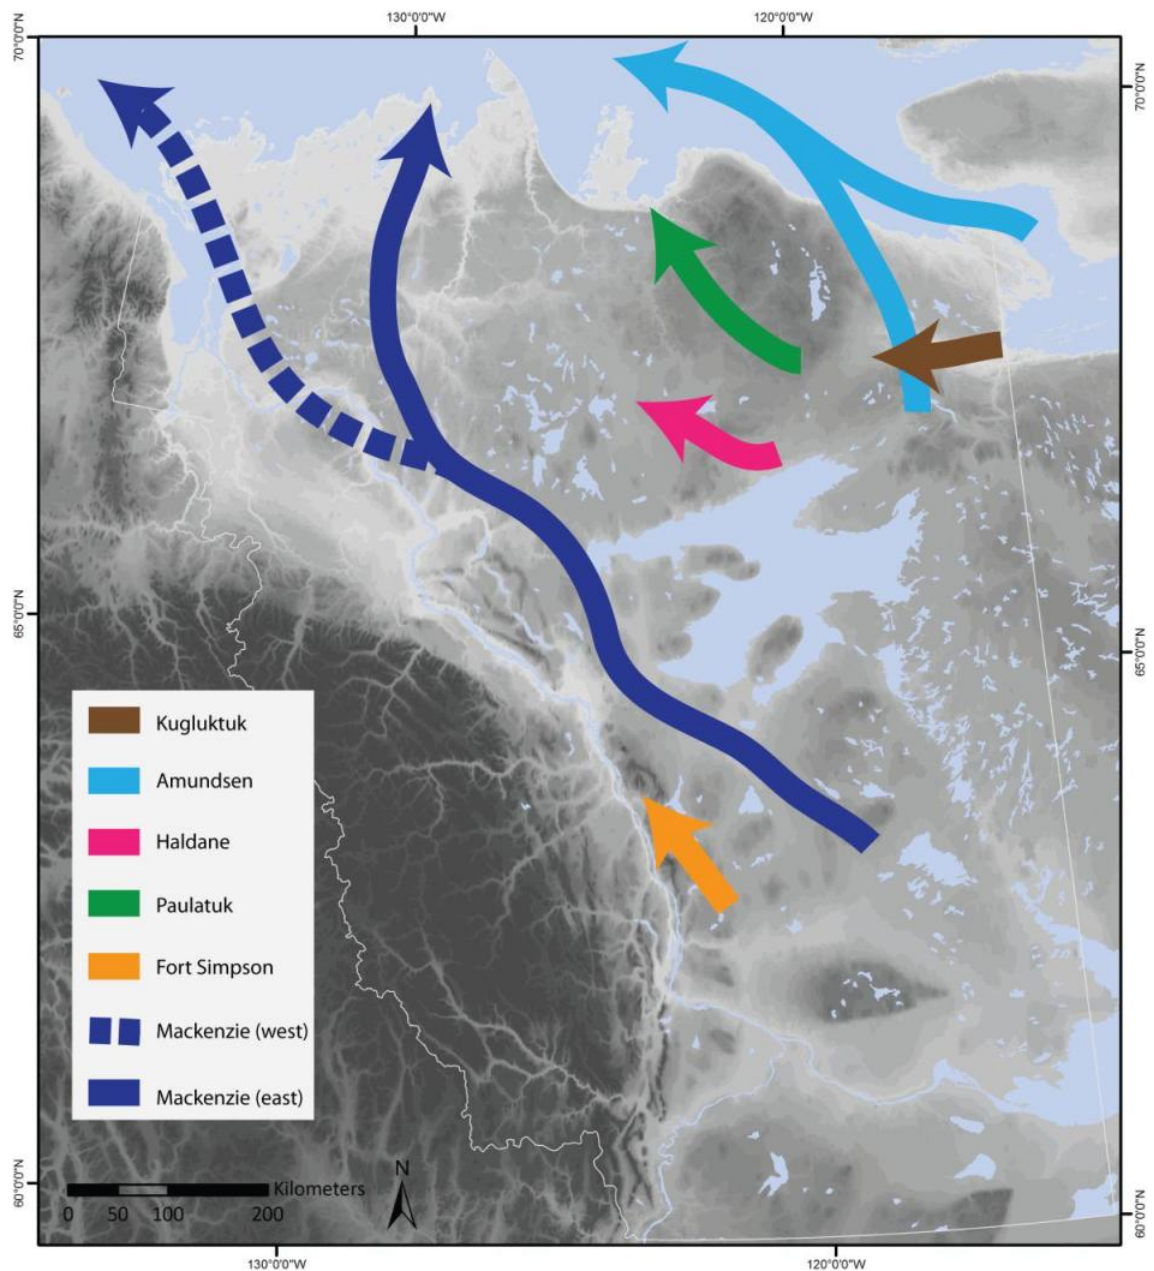 130°0'0"W
120°0'0"W
70°0'0"N
70°0'0"N
65°0'0"N
65°0'0"N
Kugluktuk
Amundsen
Haldane
Paulatuk
Fort Simpson
Mackenzie (west)
Mackenzie (east)
N
Kilometers
0 50 100 200
60°0'0"N
60°0'0"N
130°0'0"W
120°0'0"W